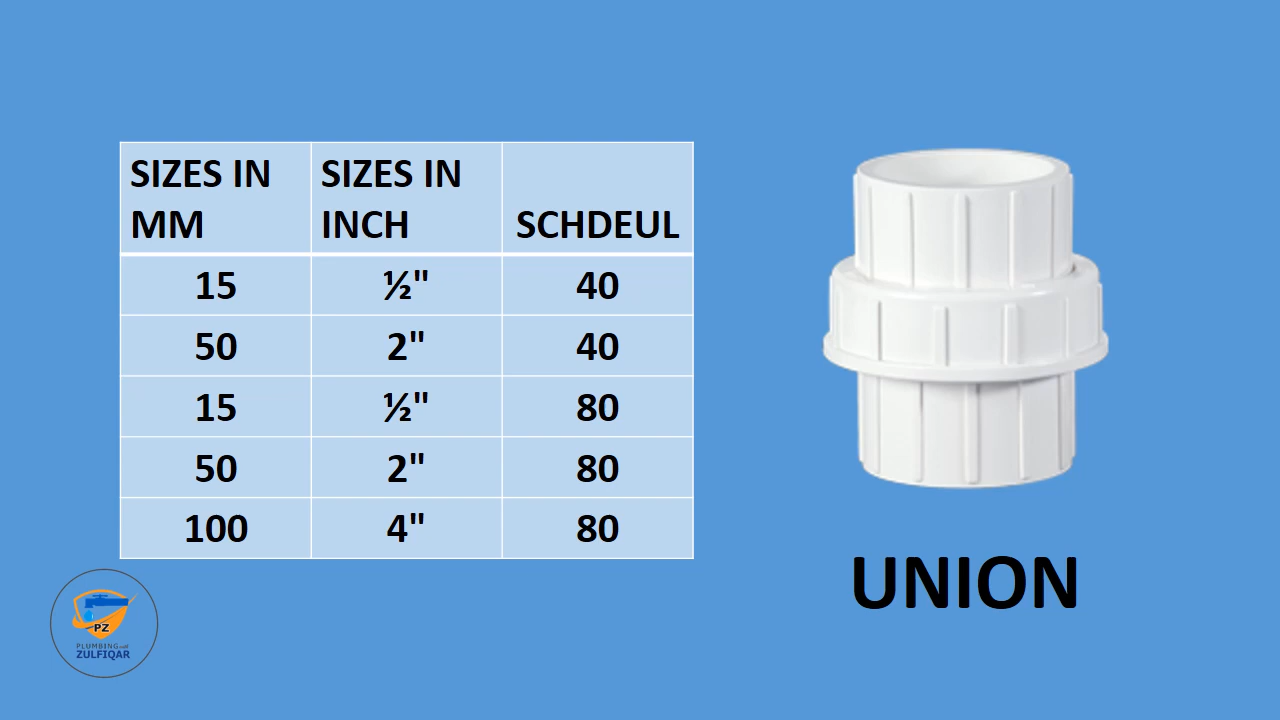 SIZES IN MM SIZES IN INCH SCHDEUL
15 ½" 40
50 2" 40
15 ½" 80
50 2" 80
100 4" 80
UNION
PZ
PLUMBING with
ZULFIQAR